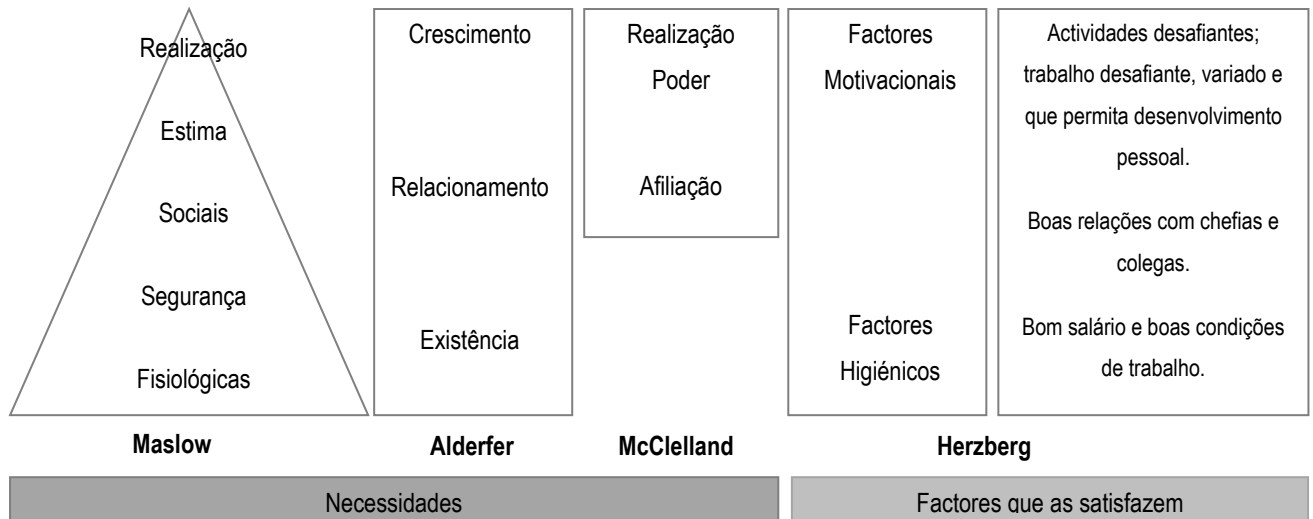 Realização
Estima
Sociais
Segurança
Fisiológicas
Crescimento
Relacionamento
Existência
Realização
Poder
Afiliação
Factores
Motivacionais
Factores
Higiénicos
Actividades desafiantes;
trabalho desafiante, variado e
que permita desenvolvimento
pessoal.
Boas relações com chefias e
colegas.
Bom salário e boas condições
de trabalho.
Maslow
Alderfer
McClelland
Herzberg
Necessidades
Factores que as satisfazem